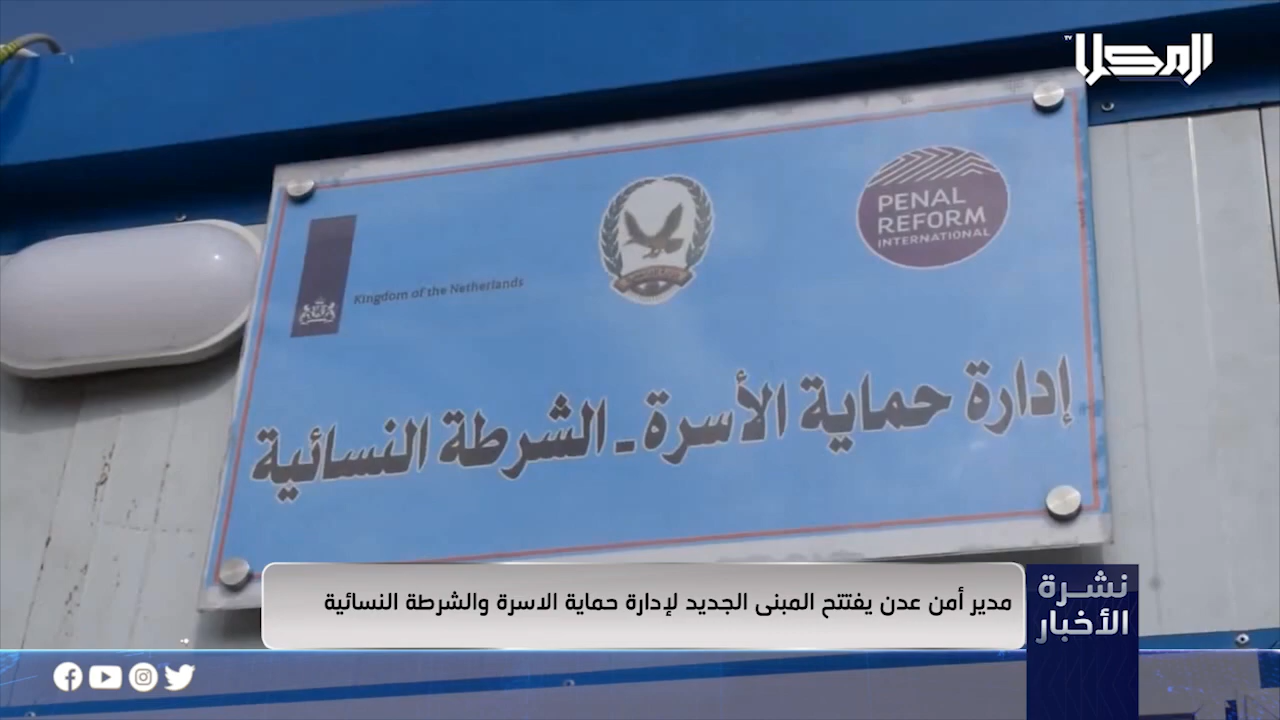 المكلا TV
PENAL
REFORM
INTERNATIONAL
Kingdom of the Netherlands
إدارة حماية الأسرة - الشرطة النسائية
نشرة
الأخبار
مدير أمن عدن يفتتح المبنى الجديد لإدارة حماية الاسرة والشرطة النسائية